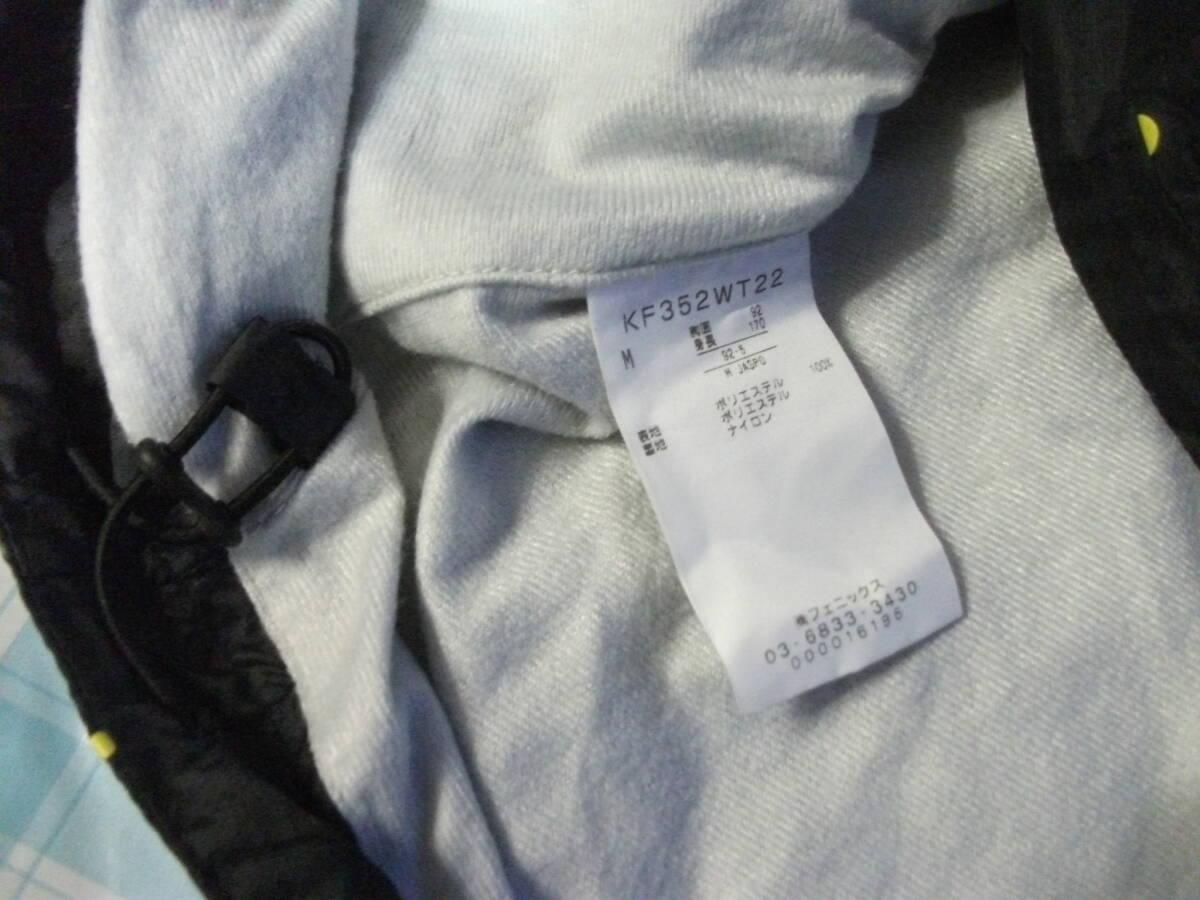 KF352WT22
M 胸囲 92
身長 170
92-5
H JASPO
ポリエステル 100%
表地 ポリエステル
裏地 ナイロン
㈱フェニックス
03-6833-3430
000016196